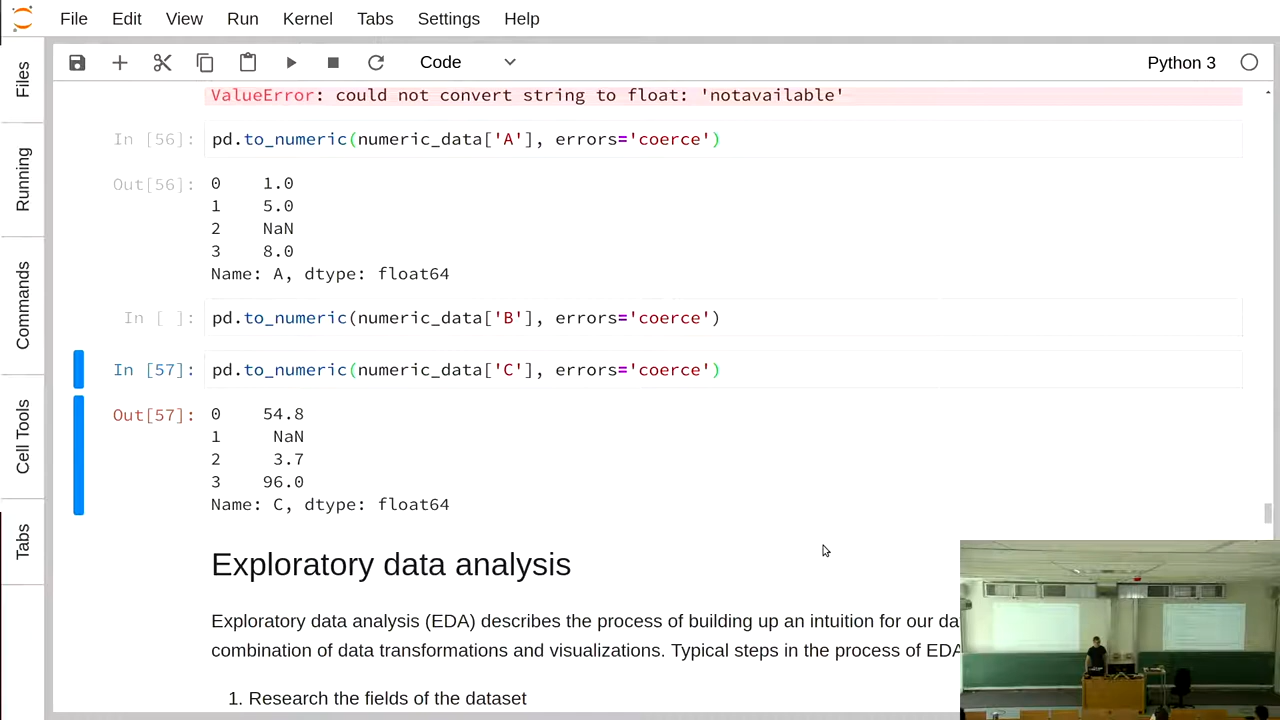 File Edit View Run Kernel Tabs Settings Help
Code
Python 3
Files
Running
Commands
Cell Tools
Tabs
ValueError: could not convert string to float: 'notavailable'
In [56]: pd.to_numeric(numeric_data['A'], errors='coerce')
Out[56]: 0 1.0
1 5.0
2 NaN
3 8.0
Name: A, dtype: float64
In [ ]: pd.to_numeric(numeric_data['B'], errors='coerce')
In [57]: pd.to_numeric(numeric_data['C'], errors='coerce')
Out[57]: 0 54.8
1 NaN
2 3.7
3 96.0
Name: C, dtype: float64
Exploratory data analysis
Exploratory data analysis (EDA) describes the process of building up an intuition for our da
combination of data transformations and visualizations. Typical steps in the process of EDA
1. Research the fields of the dataset